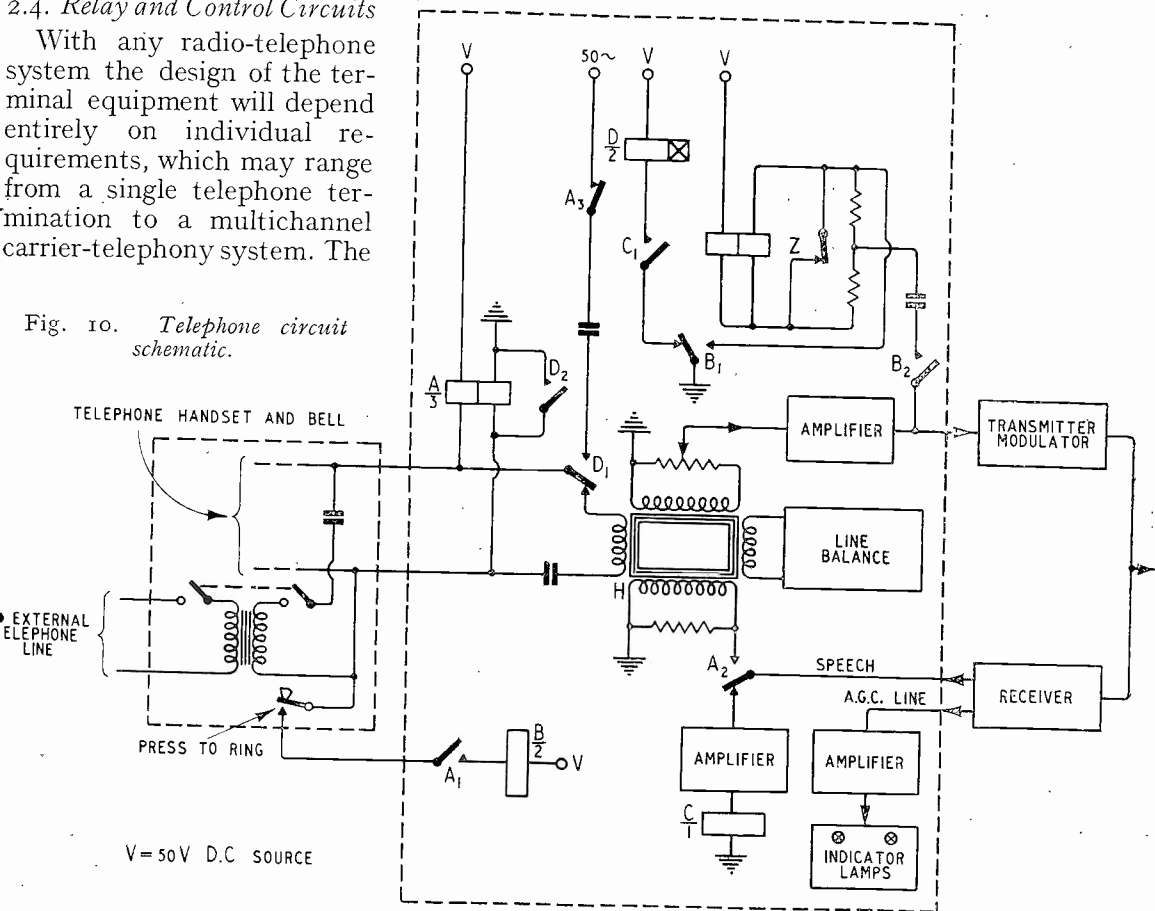 2.4. Relay and Control Circuits
With any radio-telephone
system the design of the ter-
minal equipment will depend
entirely on individual re-
quirements, which may range
from a single telephone ter-
mination to a multichannel
carrier-telephony system. The
Fig. 10. Telephone circuit
schematic.
V
50~
V
V
D/2
A3
C1
Z
B1
B2
A/3
D2
D1
TELEPHONE HANDSET AND BELL
AMPLIFIER
TRANSMITTER
MODULATOR
LINE
BALANCE
H
EXTERNAL
ELEPHONE
LINE
A2
SPEECH
A.G.C. LINE
RECEIVER
PRESS TO RING
A1
B/2
V
AMPLIFIER
AMPLIFIER
C/1
INDICATOR
LAMPS
V = 50V D.C SOURCE